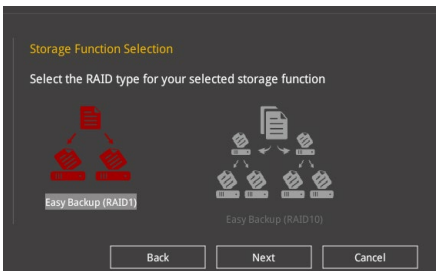 Storage Function Selection
Select the RAID type for your selected storage function
Easy Backup (RAID1)
Easy Backup (RAID10)
Back
Next
Cancel